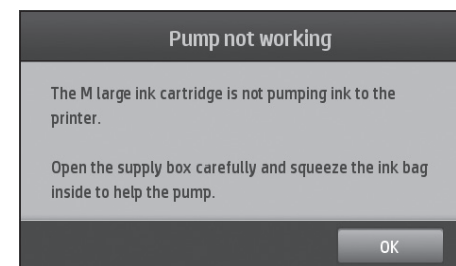 Pump not working
The M large ink cartridge is not pumping ink to the
printer.
Open the supply box carefully and squeeze the ink bag
inside to help the pump.
OK